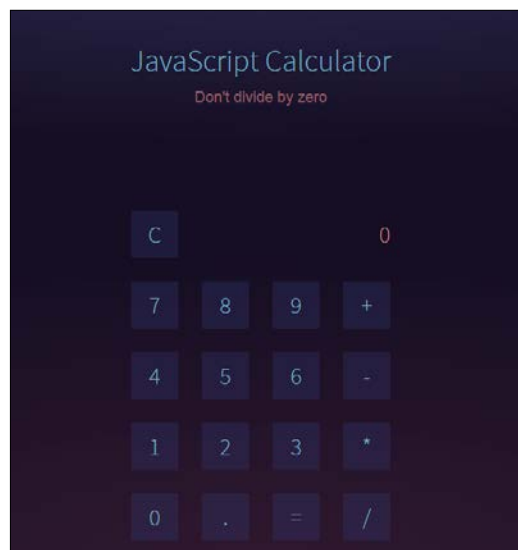 JavaScript Calculator
Don't divide by zero
C 0
7 8 9 +
4 5 6 -
1 2 3 *
0 . = /